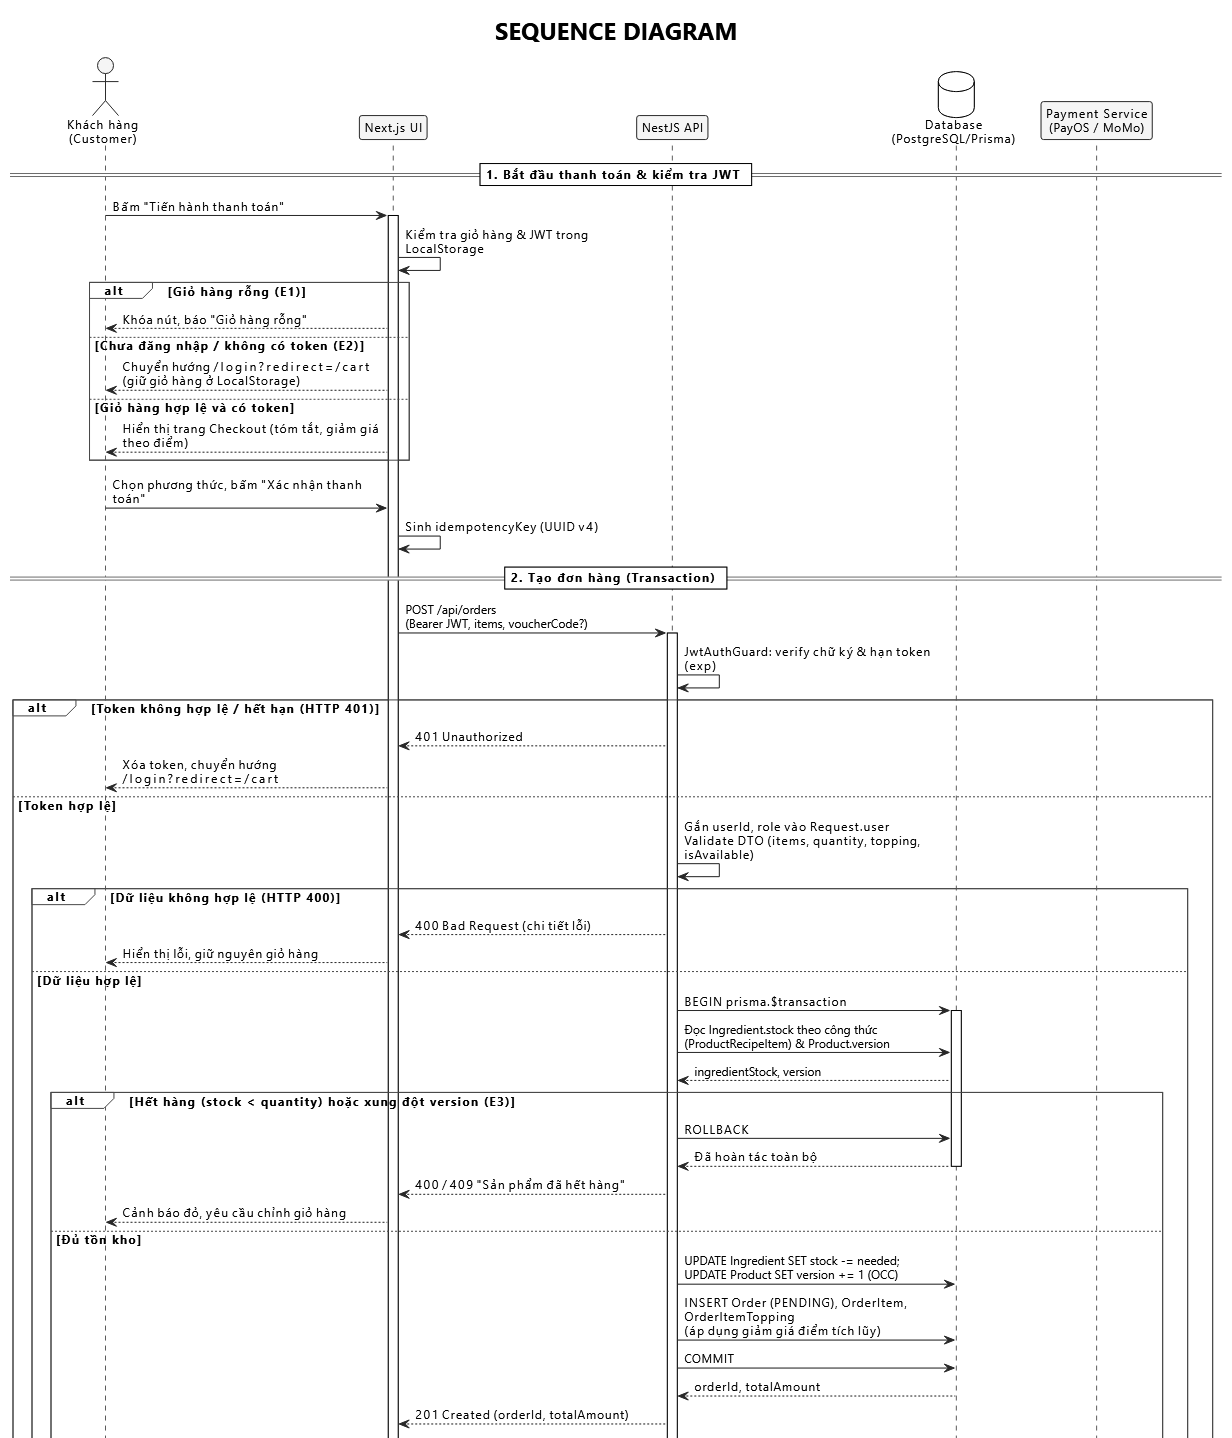 SEQUENCE DIAGRAM
Khách hàng
(Customer)
Next.js UI
NestJS API
Database
(PostgreSQL/Prisma)
Payment Service
(PayOS / MoMo)
1. Bắt đầu thanh toán & kiểm tra JWT
Bấm "Tiến hành thanh toán"
Kiểm tra giỏ hàng & JWT trong
LocalStorage
alt
[Giỏ hàng rỗng (E1)]
Khóa nút, báo "Giỏ hàng rỗng"
[Chưa đăng nhập / không có token (E2)]
Chuyển hướng /login?redirect=/cart
(giữ giỏ hàng ở LocalStorage)
[Giỏ hàng hợp lệ và có token]
Hiển thị trang Checkout (tóm tắt, giảm giá
theo điểm)
Chọn phương thức, bấm "Xác nhận thanh
toán"
Sinh idempotencyKey (UUID v4)
2. Tạo đơn hàng (Transaction)
POST /api/orders
(Bearer JWT, items, voucherCode?)
JwtAuthGuard: verify chữ ký & hạn token
(exp)
alt
[Token không hợp lệ / hết hạn (HTTP 401)]
401 Unauthorized
Xóa token, chuyển hướng
/login?redirect=/cart
[Token hợp lệ]
Gắn userId, role vào Request.user
Validate DTO (items, quantity, topping,
isAvailable)
alt
[Dữ liệu không hợp lệ (HTTP 400)]
400 Bad Request (chi tiết lỗi)
Hiển thị lỗi, giữ nguyên giỏ hàng
[Dữ liệu hợp lệ]
BEGIN prisma.$transaction
Đọc Ingredient.stock theo công thức
(ProductRecipeItem) & Product.version
ingredientStock, version
alt
[Hết hàng (stock < quantity) hoặc xung đột version (E3)]
ROLLBACK
Đã hoàn tác toàn bộ
400 / 409 "Sản phẩm đã hết hàng"
Cảnh báo đỏ, yêu cầu chỉnh giỏ hàng
[Đủ tồn kho]
UPDATE Ingredient SET stock -= needed;
UPDATE Product SET version += 1 (OCC)
INSERT Order (PENDING), OrderItem,
OrderItemTopping
(áp dụng giảm giá điểm tích lũy)
COMMIT
orderId, totalAmount
201 Created (orderId, totalAmount)